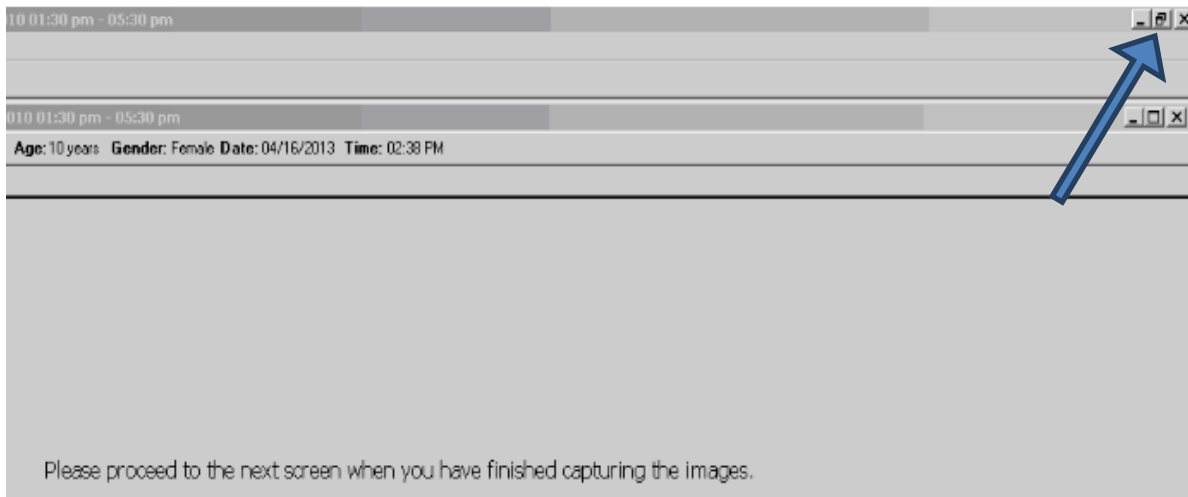 10 01:30 pm - 05:30 pm
010 01:30 pm - 05:30 pm
Age: 10 years Gender: Female Date: 04/16/2013 Time: 02:38 PM
Please proceed to the next screen when you have finished capturing the images.